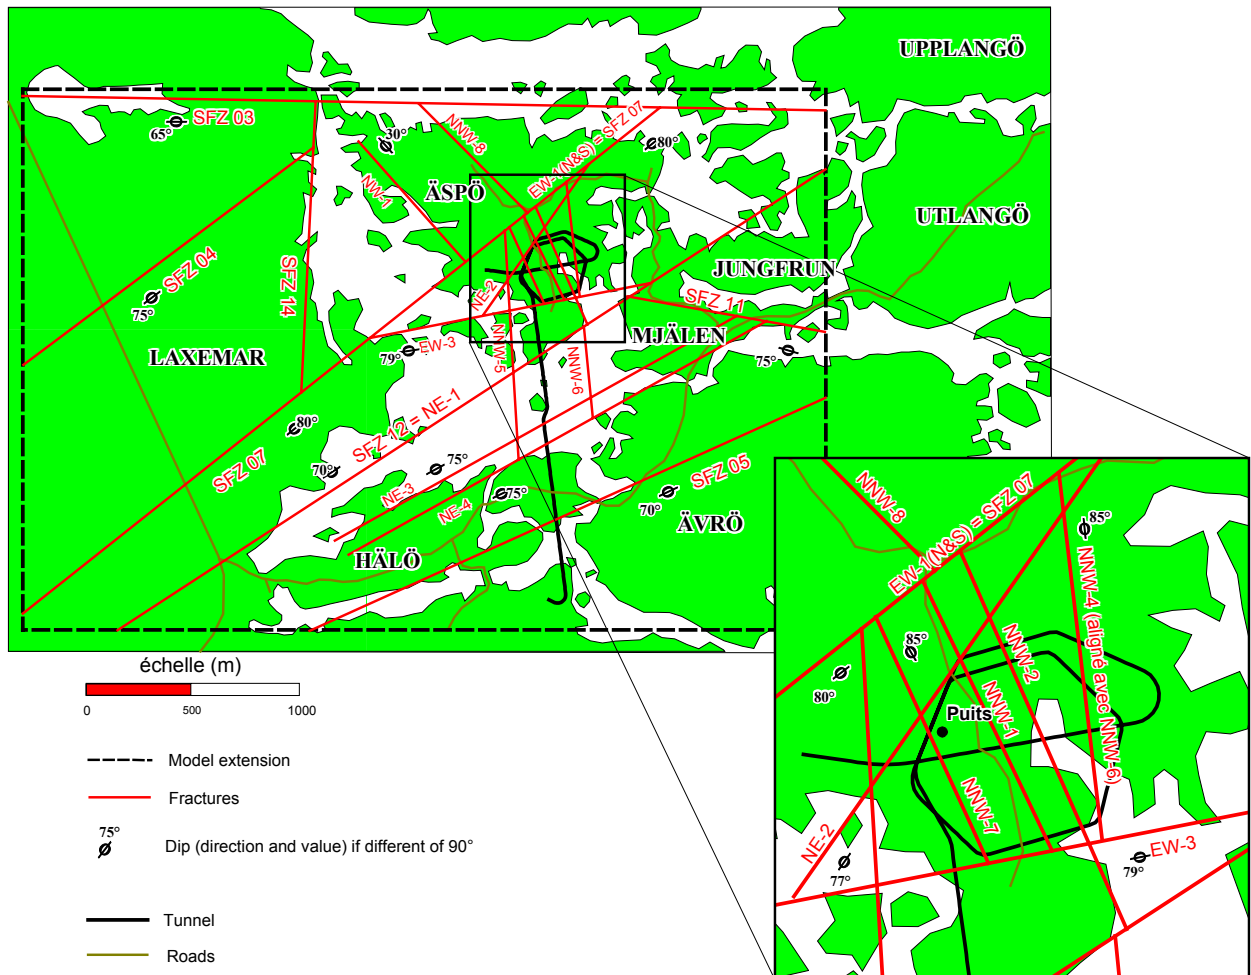 UPPLANGÖ
SFZ 03
65°
30°
NNW-8
EW-1(N&S) = SFZ 07
80°
NW-1
ÄSPÖ
UTLANGÖ
SFZ 04
75°
SFZ 14
NE-2
JUNGFRUN
SFZ 11
MJÄLEN
LAXEMAR
79°
EW-3
NNW-5
NNW-6
75°
80°
SFZ 07
70°
SFZ 12 = NE-1
75°
NE-3
NE-4
75°
SFZ 05
70°
ÄVRÖ
HÄLÖ
NNW-8
EW-1(N&S) = SFZ 07
85°
NNW-4 (aligné avec NNW-6)
85°
80°
NNW-2
NNW-1
Puits
NNW-7
NE-2
77°
EW-3
79°
échelle (m)
0 500 1000
Model extension
Fractures
75°
Dip (direction and value) if different of 90°
Tunnel
Roads